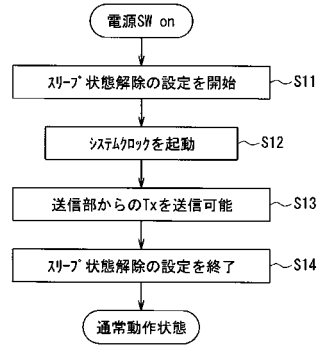 電源SW on
ｽﾘｰﾌﾟ状態解除の設定を開始 S11
ｼｽﾃﾑｸﾛｯｸを起動 S12
送信部からのTxを送信可能 S13
ｽﾘｰﾌﾟ状態解除の設定を終了 S14
通常動作状態